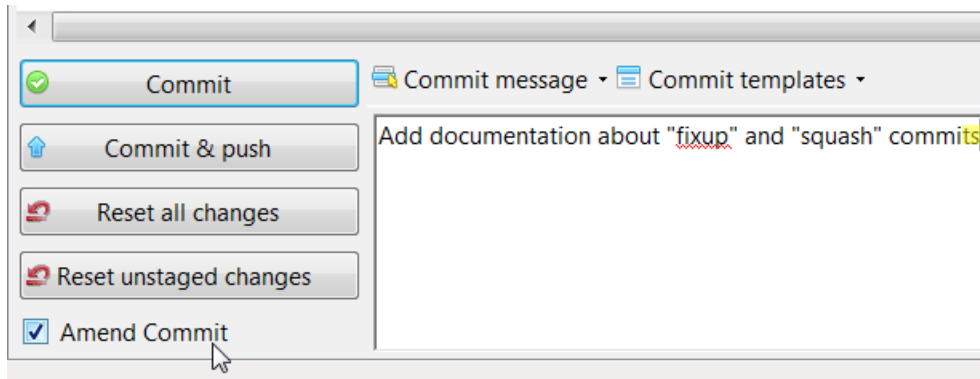 Commit
Commit message
Commit templates
Commit & push
Add documentation about "fixup" and "squash" commits
Reset all changes
Reset unstaged changes
Amend Commit